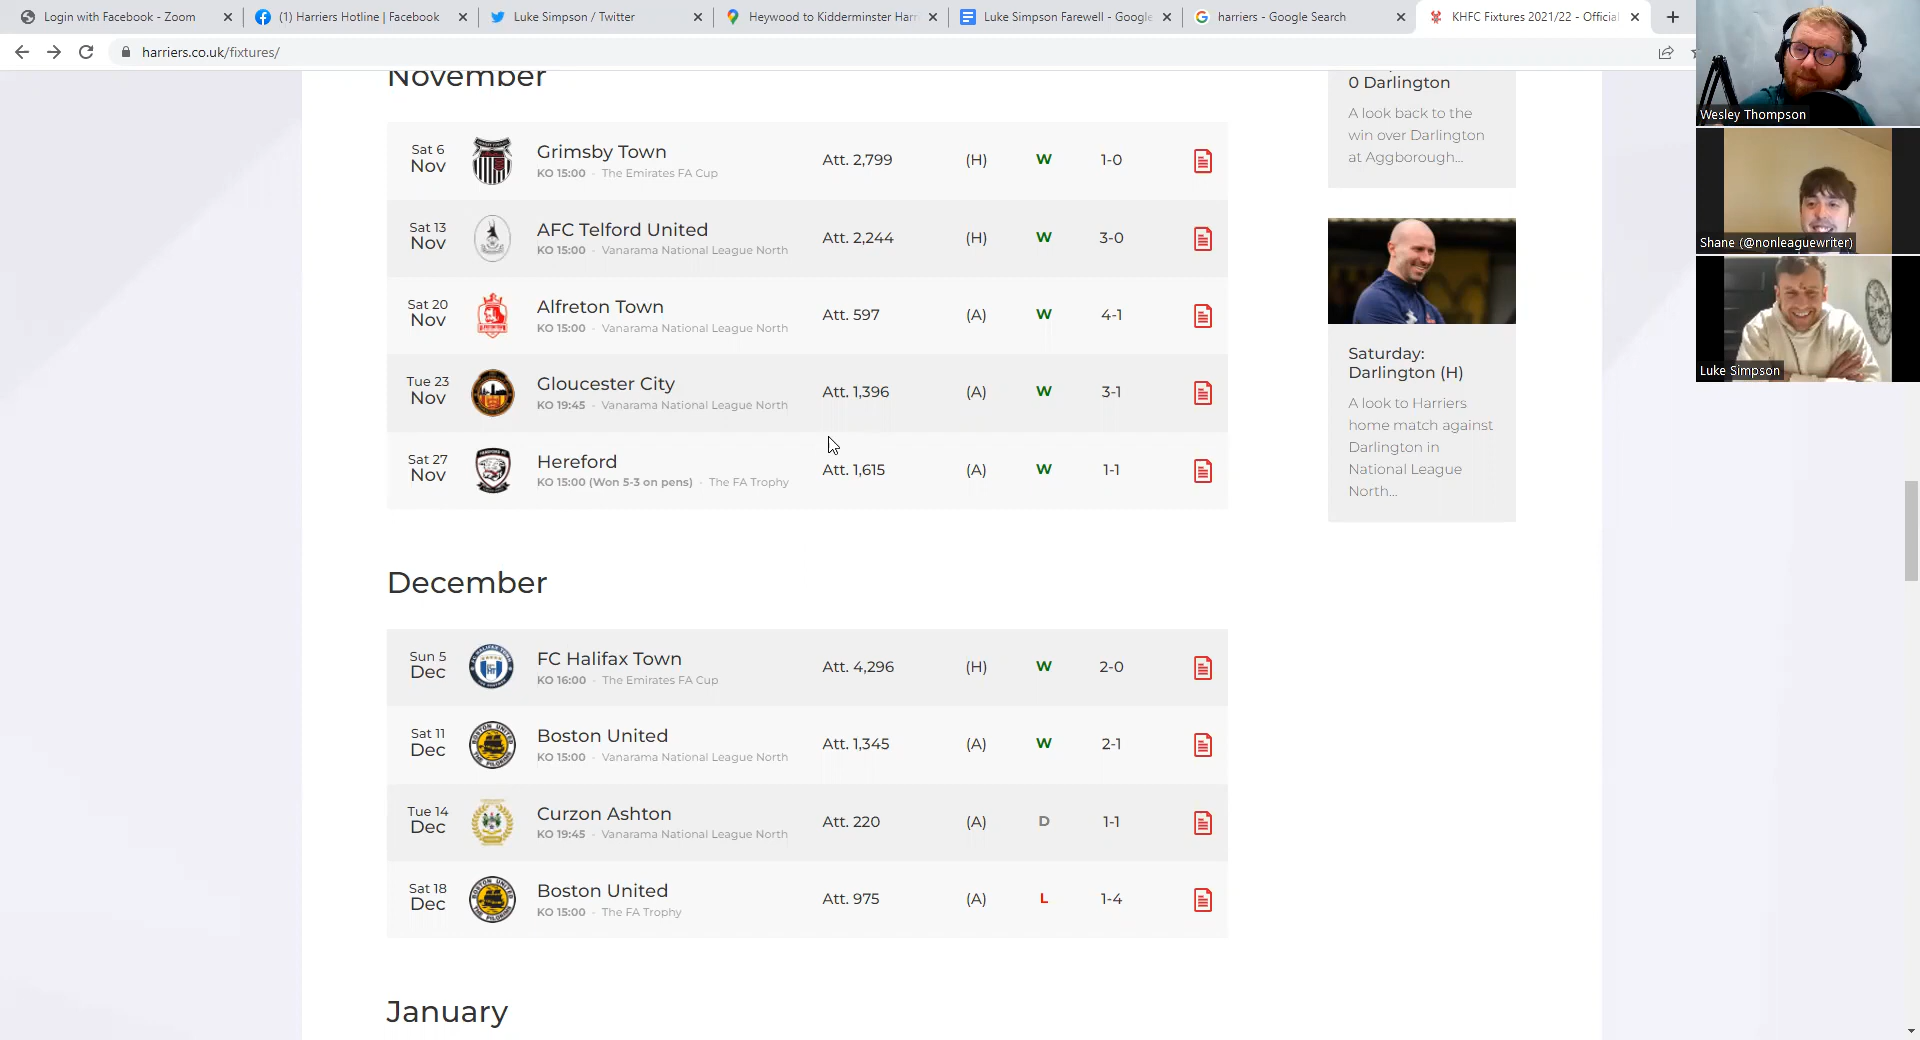 Login with Facebook - Zoom
(1) Harriers Hotline | Facebook
Luke Simpson / Twitter
Heywood to Kidderminster Harr
Luke Simpson Farewell - Google
harriers - Google Search
KHFC Fixtures 2021/22 - Official
harriers.co.uk/fixtures/
Wesley Thompson
Shane (@nonleaguewriter)
Luke Simpson
November
Sat 6
Nov
Grimsby Town
KO 15:00 - The Emirates FA Cup
Att. 2,799 (H) W 1-0
Sat 13
Nov
AFC Telford United
KO 15:00 - Vanarama National League North
Att. 2,244 (H) W 3-0
Sat 20
Nov
Alfreton Town
KO 15:00 - Vanarama National League North
Att. 597 (A) W 4-1
Tue 23
Nov
Gloucester City
KO 19:45 - Vanarama National League North
Att. 1,396 (A) W 3-1
Sat 27
Nov
Hereford
KO 15:00 (Won 5-3 on pens) - The FA Trophy
Att. 1,615 (A) W 1-1
December
Sun 5
Dec
FC Halifax Town
KO 16:00 - The Emirates FA Cup
Att. 4,296 (H) W 2-0
Sat 11
Dec
Boston United
KO 15:00 - Vanarama National League North
Att. 1,345 (A) W 2-1
Tue 14
Dec
Curzon Ashton
KO 19:45 - Vanarama National League North
Att. 220 (A) D 1-1
Sat 18
Dec
Boston United
KO 15:00 - The FA Trophy
Att. 975 (A) L 1-4
January
0 Darlington
A look back to the
win over Darlington
at Aggborough...
Saturday:
Darlington (H)
A look to Harriers
home match against
Darlington in
National League
North...